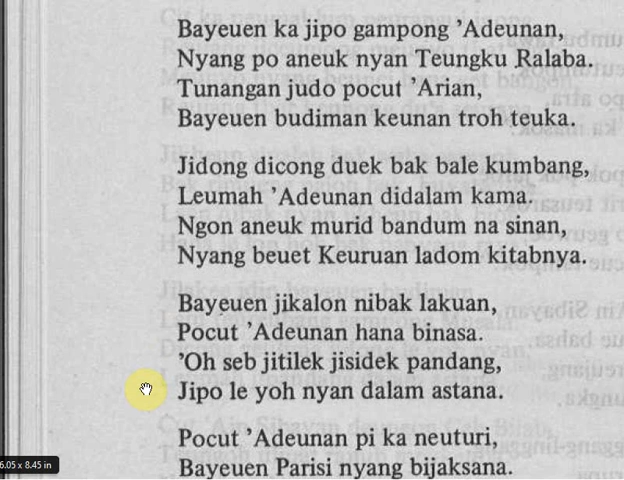 Bayeuen ka jipo gampong ’Adeunan,
Nyang po aneuk nyan Teungku Ralaba.
Tunangan judo pocut ’Arian,
Bayeuen budiman keunan troh teuka.
Jidong dicong duek bak bale kumbang,
Leumah ’Adeunan didalam kama.
Ngon aneuk murid bandum na sinan,
Nyang beuet Keuruan ladom kitabnya.
Bayeuen jikalon nibak lakuan,
Pocut ’Adeunan hana binasa.
’Oh seb jitilek jisidek pandang,
Jipo le yoh nyan dalam astana.
Pocut ’Adeunan pi ka neuturi,
Bayeuen Parisi nyang bijaksana.
6.05 x 8.45 in